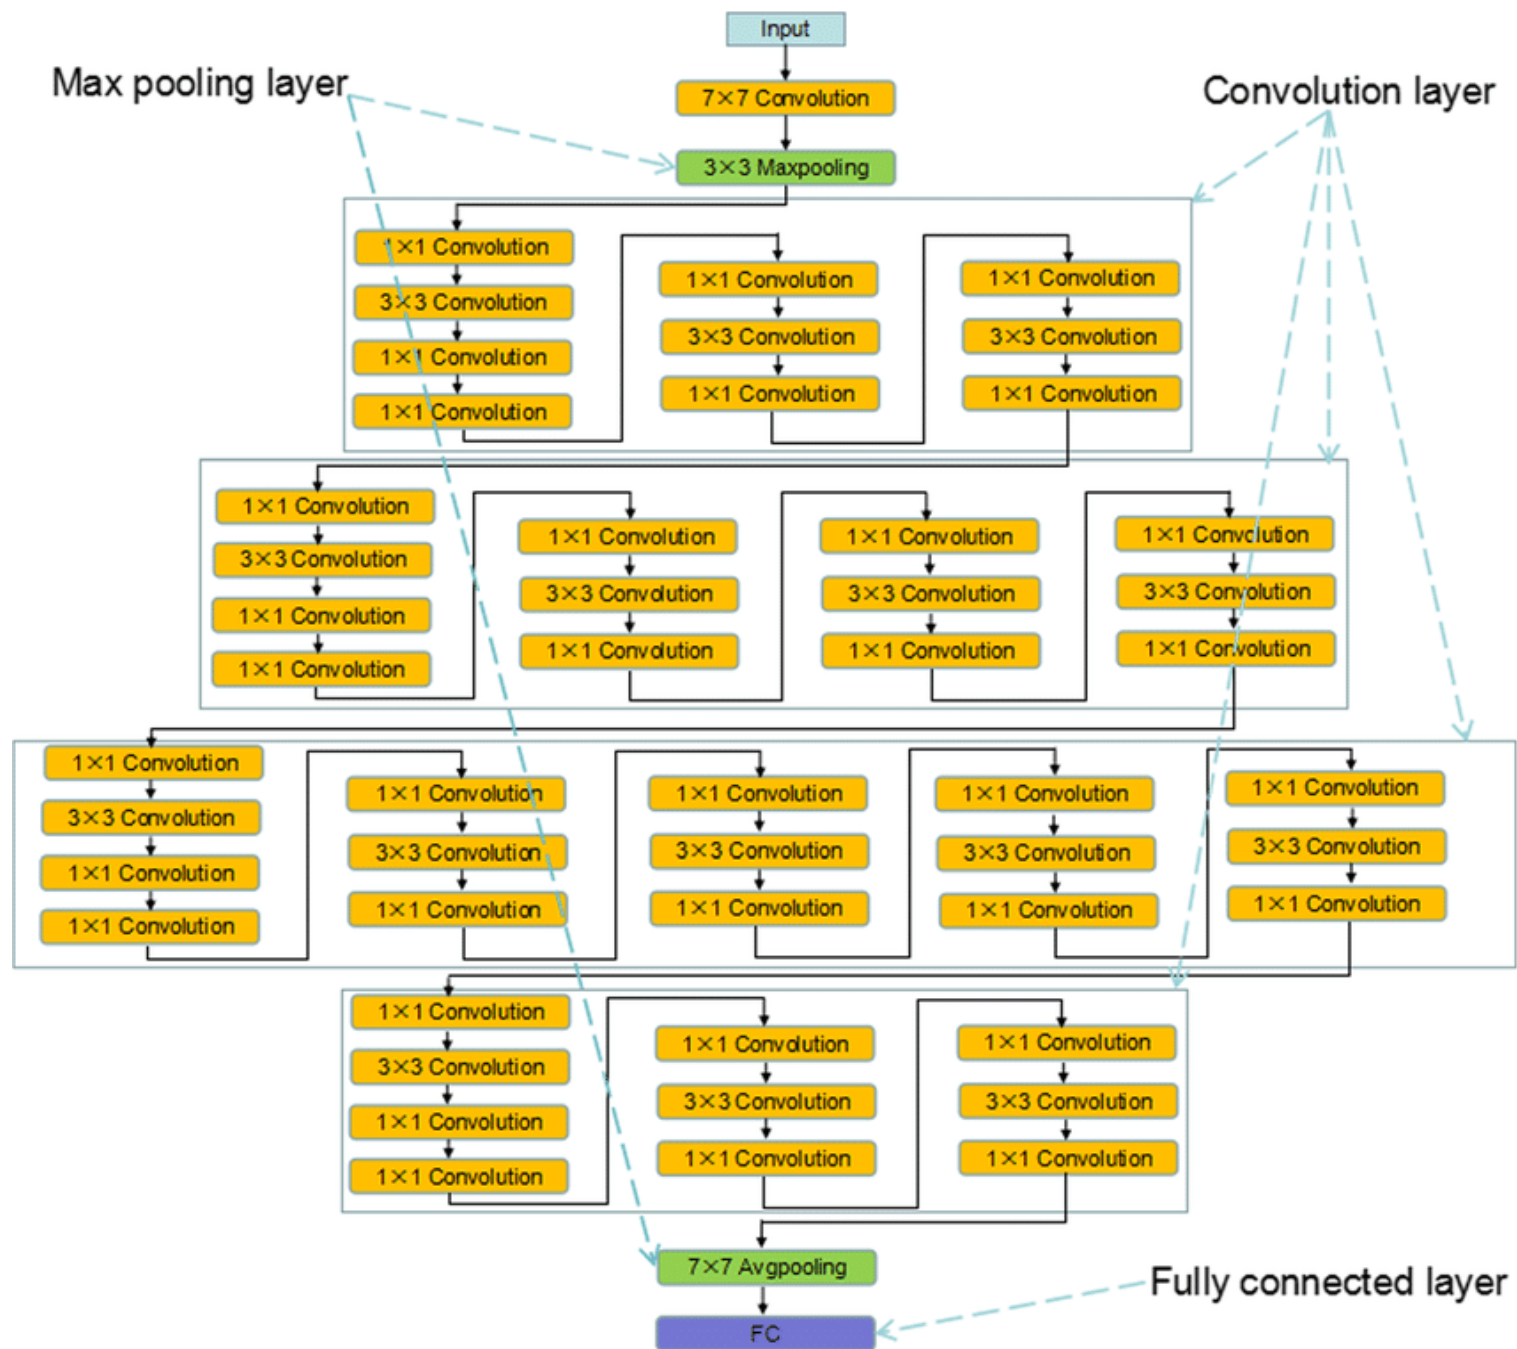 Input
Max pooling layer
Convolution layer
7×7 Convolution
3×3 Maxpooling
1×1 Convolution
3×3 Convolution
1×1 Convolution
1×1 Convolution
1×1 Convolution
3×3 Convolution
1×1 Convolution
1×1 Convolution
3×3 Convolution
1×1 Convolution
1×1 Convolution
3×3 Convolution
1×1 Convolution
1×1 Convolution
1×1 Convolution
3×3 Convolution
1×1 Convolution
1×1 Convolution
3×3 Convolution
1×1 Convolution
1×1 Convolution
3×3 Convolution
1×1 Convolution
1×1 Convolution
3×3 Convolution
1×1 Convolution
1×1 Convolution
1×1 Convolution
3×3 Convolution
1×1 Convolution
1×1 Convolution
3×3 Convolution
1×1 Convolution
1×1 Convolution
3×3 Convolution
1×1 Convolution
1×1 Convolution
3×3 Convolution
1×1 Convolution
1×1 Convolution
3×3 Convolution
1×1 Convolution
1×1 Convolution
1×1 Convolution
3×3 Convolution
1×1 Convolution
1×1 Convolution
3×3 Convolution
1×1 Convolution
7×7 Avgpooling
Fully connected layer
FC